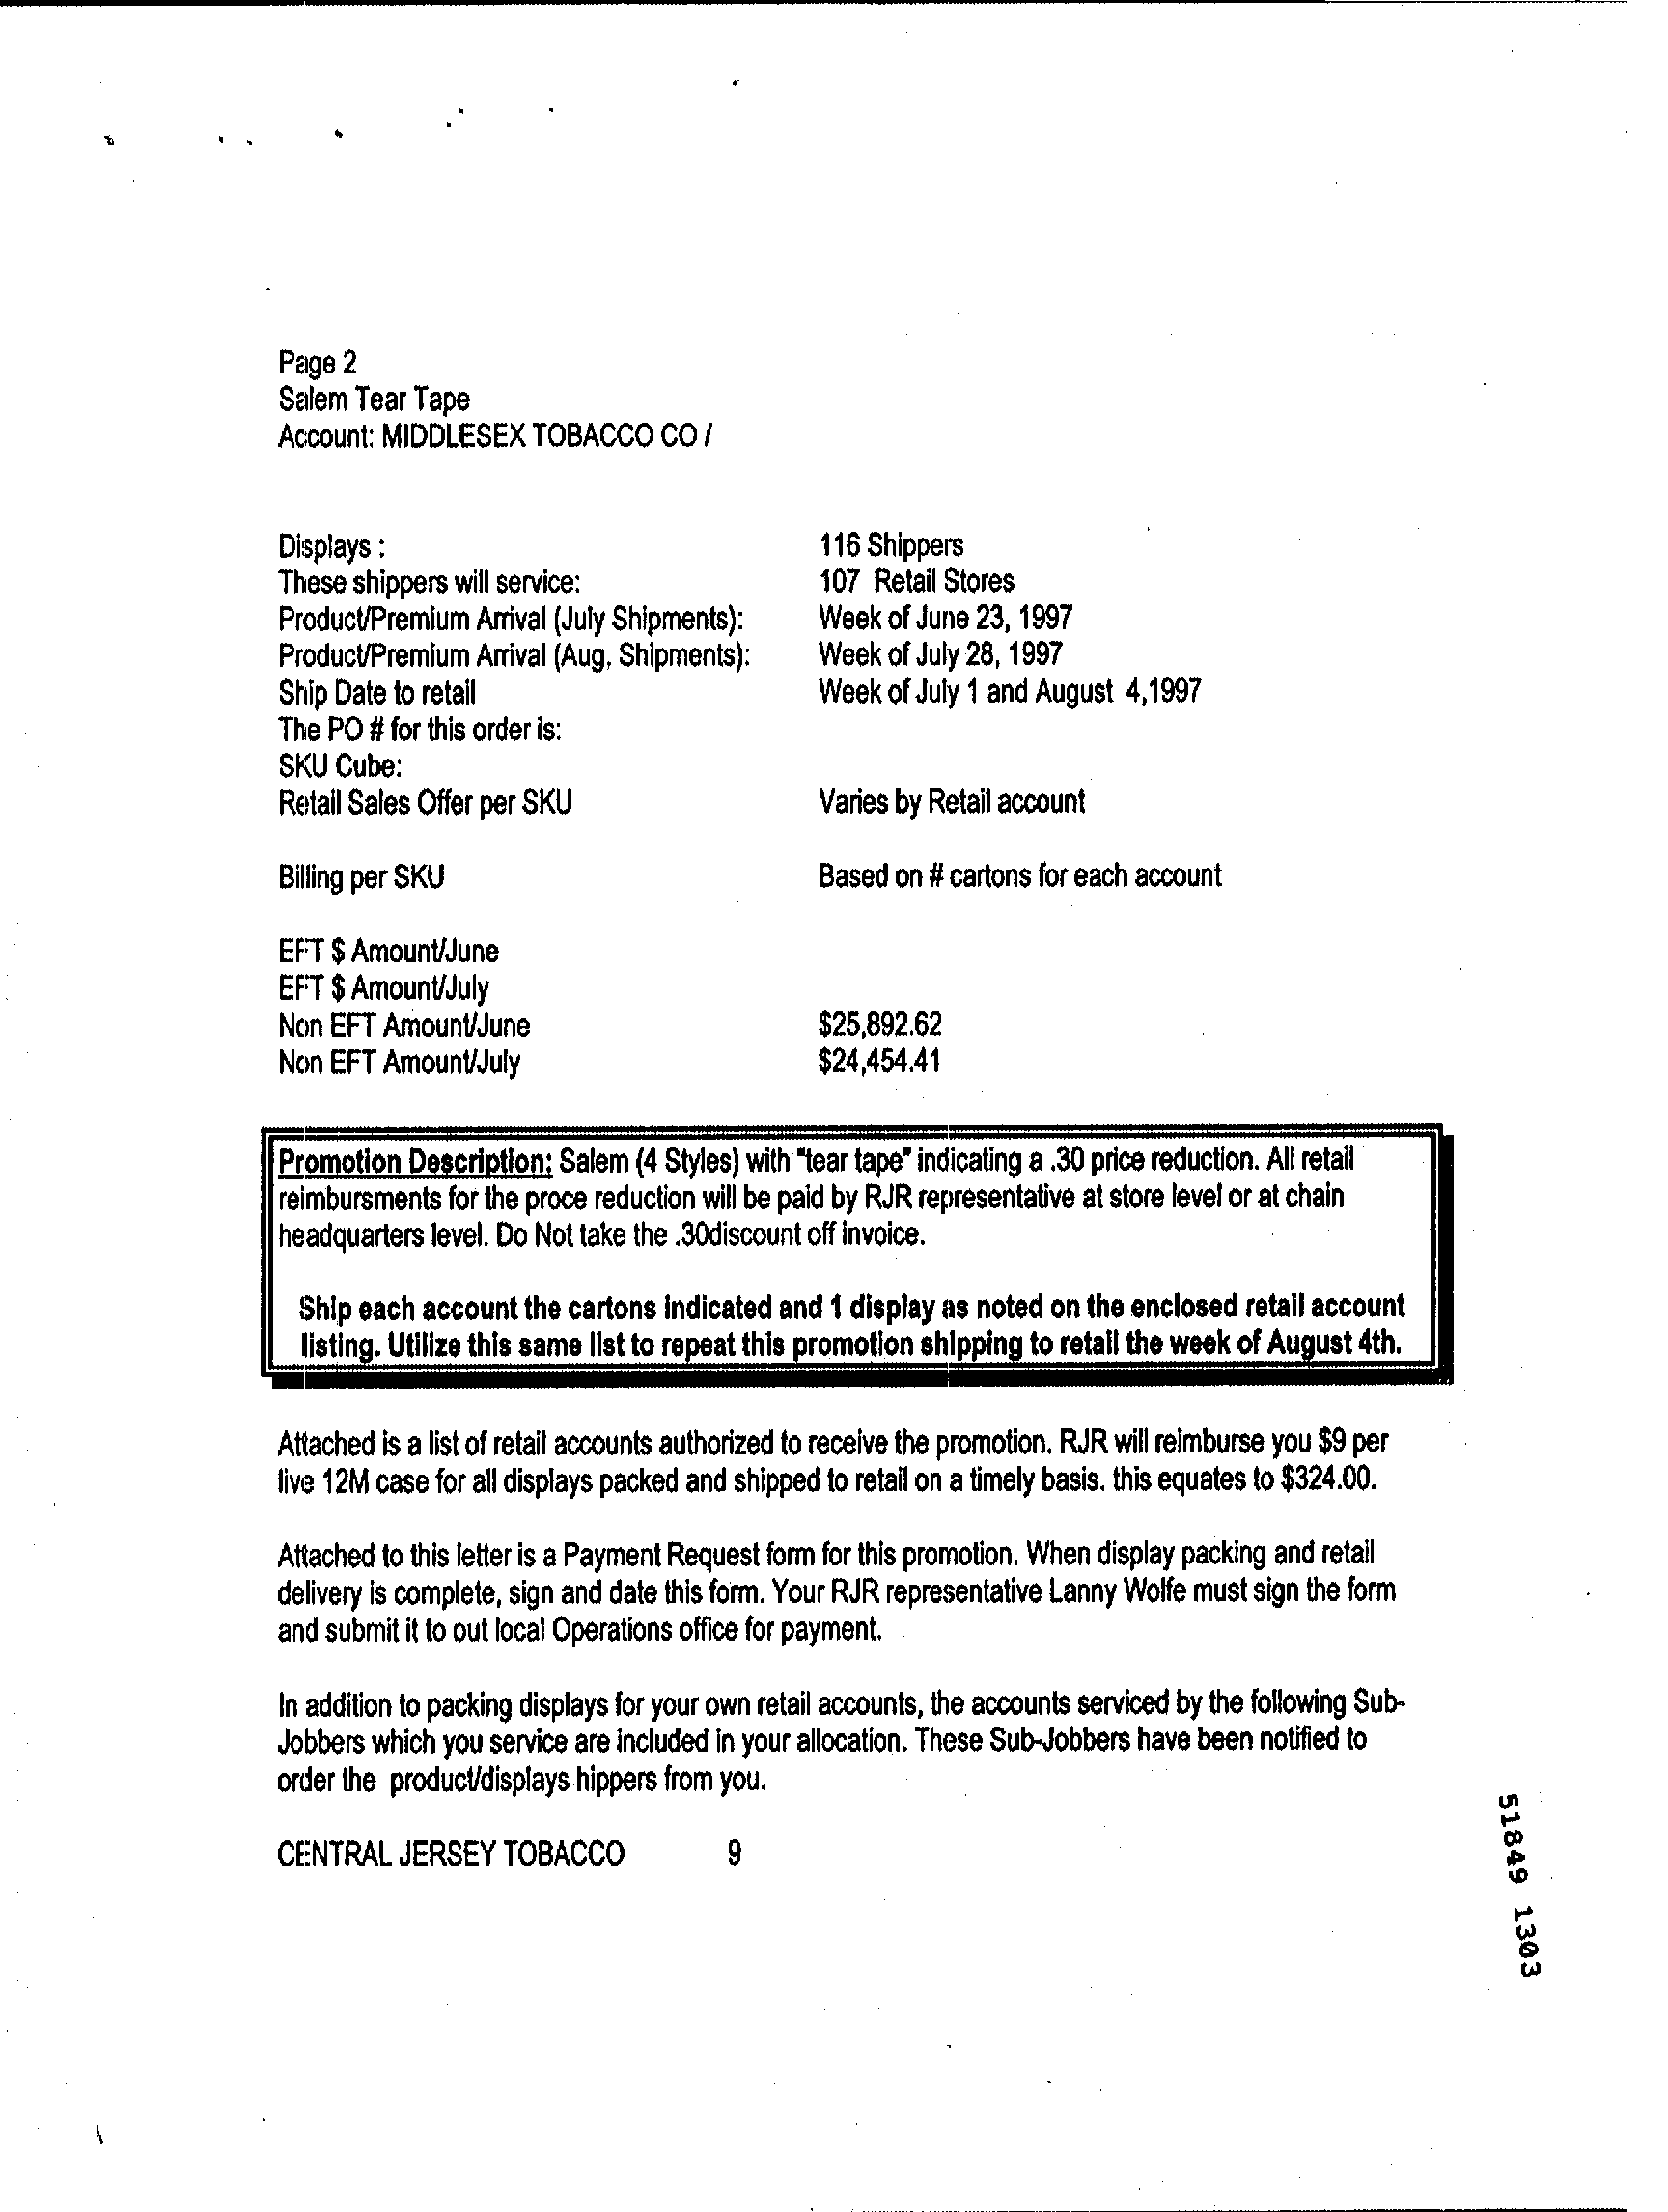 Page 2
Salem Tear Tape
Account: MIDDLESEX TOBACCO CO /
Displays : 116 Shippers
These shippers will service: 107 Retail Stores
Product/Premium Arrival (July Shipments): Week of June 23, 1997
Product/Premium Arrival (Aug. Shipments): Week of July 28, 1997
Ship Date to retail Week of July 1 and August 4,1997
The PO # for this order is:
SKU Cube:
Retail Sales Offer per SKU Varies by Retail account
Billing per SKU Based on # cartons for each account
EFT $ Amount/June
EFT $ Amount/July
Non EFT Amount/June $25,892.62
Non EFT Amount/July $24,454.41
Promotion Description: Salem (4 Styles) with "tear tape" indicating a .30 price reduction. All retail
reimbursments for the proce reduction will be paid by RJR representative at store level or at chain
headquarters level. Do Not take the .30discount off invoice.
Ship each account the cartons indicated and 1 display as noted on the enclosed retail account
listing. Utilize this same list to repeat this promotion shipping to retail the week of August 4th.
Attached is a list of retail accounts authorized to receive the promotion. RJR will reimburse you $9 per
live 12M case for all displays packed and shipped to retail on a timely basis. this equates to $324.00.
Attached to this letter is a Payment Request form for this promotion. When display packing and retail
delivery is complete, sign and date this form. Your RJR representative Lanny Wolfe must sign the form
and submit it to out local Operations office for payment.
In addition to packing displays for your own retail accounts, the accounts serviced by the following Sub-
Jobbers which you service are included in your allocation. These Sub-Jobbers have been notified to
order the product/displays hippers from you.
CENTRAL JERSEY TOBACCO 9
51849 1303